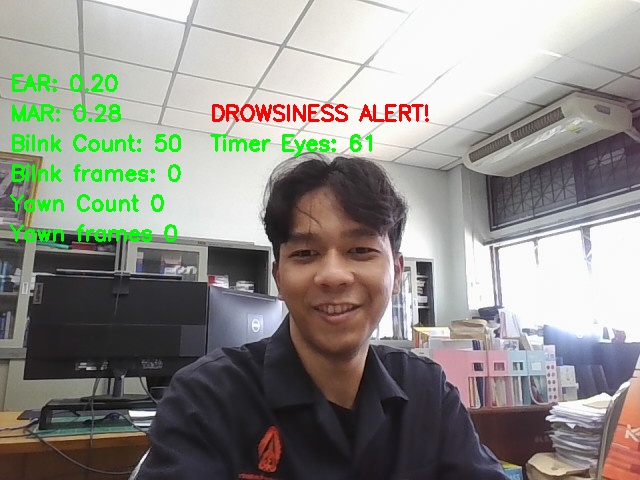 EAR: 0.20
MAR: 0.28
DROWSINESS ALERT!
Bilnk Count: 50
Timer Eyes: 61
Bilnk frames: 0
Yawn Count 0
Yawn frames 0
DELL